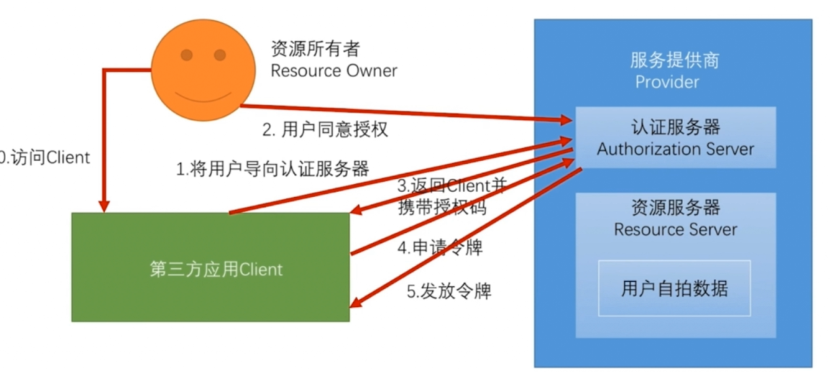 资源所有者
Resource Owner
服务提供商
Provider
2. 用户同意授权
认证服务器
Authorization Server
0.访问Client
1.将用户导向认证服务器
3.返回Client并
携带授权码
资源服务器
Resource Server
4.申请令牌
第三方应用Client
用户自拍数据
5.发放令牌